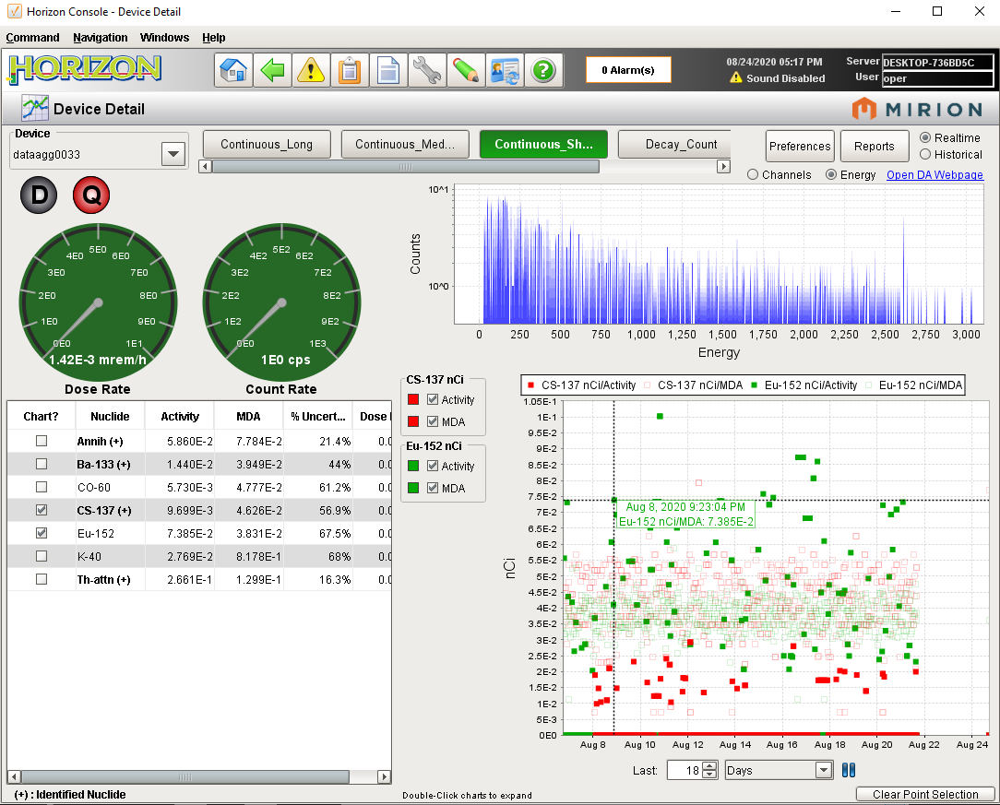 Horizon Console - Device Detail
Command Navigation Windows Help
HORIZON
0 Alarm(s)
08/24/2020 05:17 PM
Sound Disabled
Server DESKTOP-736BD5C
User oper
Device Detail
MIRION
Device
dataagg0033
Continuous_Long Continuous_Med... Continuous_Sh... Decay_Count
Preferences Reports
Realtime
Historical
Channels Energy Open DA Webpage
D Q
0E0 1E0 2E0 3E0 4E0 5E0 6E0 7E0 8E0 9E0 1E1
1.42E-3 mrem/h
Dose Rate
0E0 1E2 2E2 3E2 4E2 5E2 6E2 7E2 8E2 9E2 1E3
1E0 cps
Count Rate
Counts
10^1
10^0
0 250 500 750 1,000 1,250 1,500 1,750 2,000 2,250 2,500 2,750 3,000
Energy
Chart? Nuclide Activity MDA % Uncert... Dose
Annih (+) 5.860E-2 7.784E-2 21.4% 0.0
Ba-133 (+) 1.440E-2 3.949E-2 44% 0.0
CO-60 5.730E-3 4.777E-2 61.2% 0.0
CS-137 (+) 9.699E-3 4.626E-2 56.9% 0.0
Eu-152 7.385E-2 3.831E-2 67.5% 0.0
K-40 2.769E-2 8.178E-1 68% 0.0
Th-attn (+) 2.661E-1 1.299E-1 16.3% 0.0
(+) : Identified Nuclide
CS-137 nCi
Activity
MDA
Eu-152 nCi
Activity
MDA
CS-137 nCi/Activity CS-137 nCi/MDA Eu-152 nCi/Activity Eu-152 nCi/MDA
nCi
1.05E-1
1E-1
9.5E-2
9E-2
8.5E-2
8E-2
7.5E-2
7E-2
6.5E-2
6E-2
5.5E-2
5E-2
4.5E-2
4E-2
3.5E-2
3E-2
2.5E-2
2E-2
1.5E-2
1E-2
5E-3
0E0
Aug 8, 2020 9:23:04 PM
Eu-152 nCi/MDA: 7.385E-2
Aug 8 Aug 10 Aug 12 Aug 14 Aug 16 Aug 18 Aug 20 Aug 22 Aug 24
Last: 18 Days
Double-Click charts to expand
Clear Point Selection